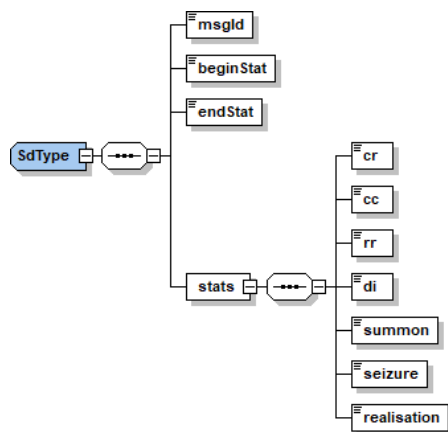 msgId
beginStat
endStat
SdType
stats
cr
cc
rr
di
summon
seizure
realisation